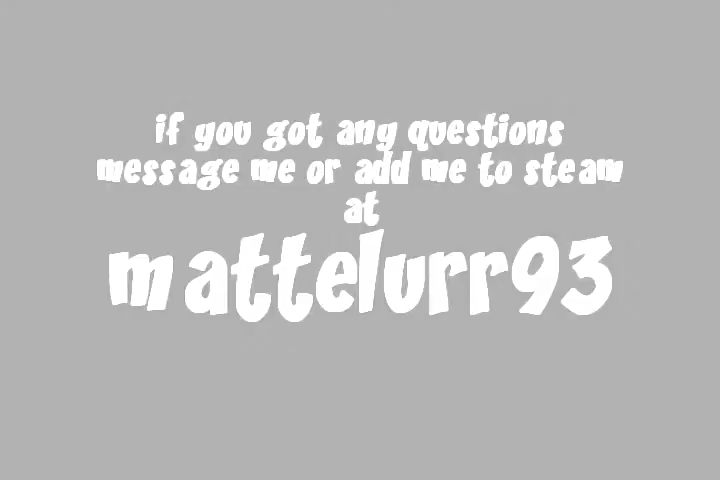 if you got any questions
message me or add me to steam
at
mattelurr93